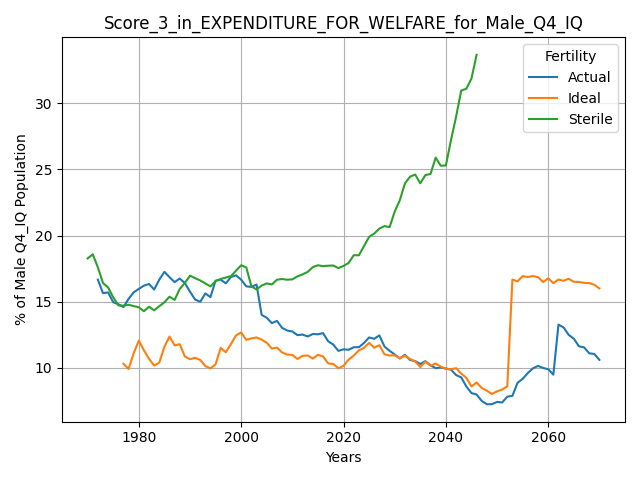 Score_3_in_EXPENDITURE_FOR_WELFARE_for_Male_Q4_IQ
Fertility
Actual
Ideal
Sterile
% of Male Q4_IQ Population
30
25
20
15
10
1980
2000
2020
2040
2060
Years